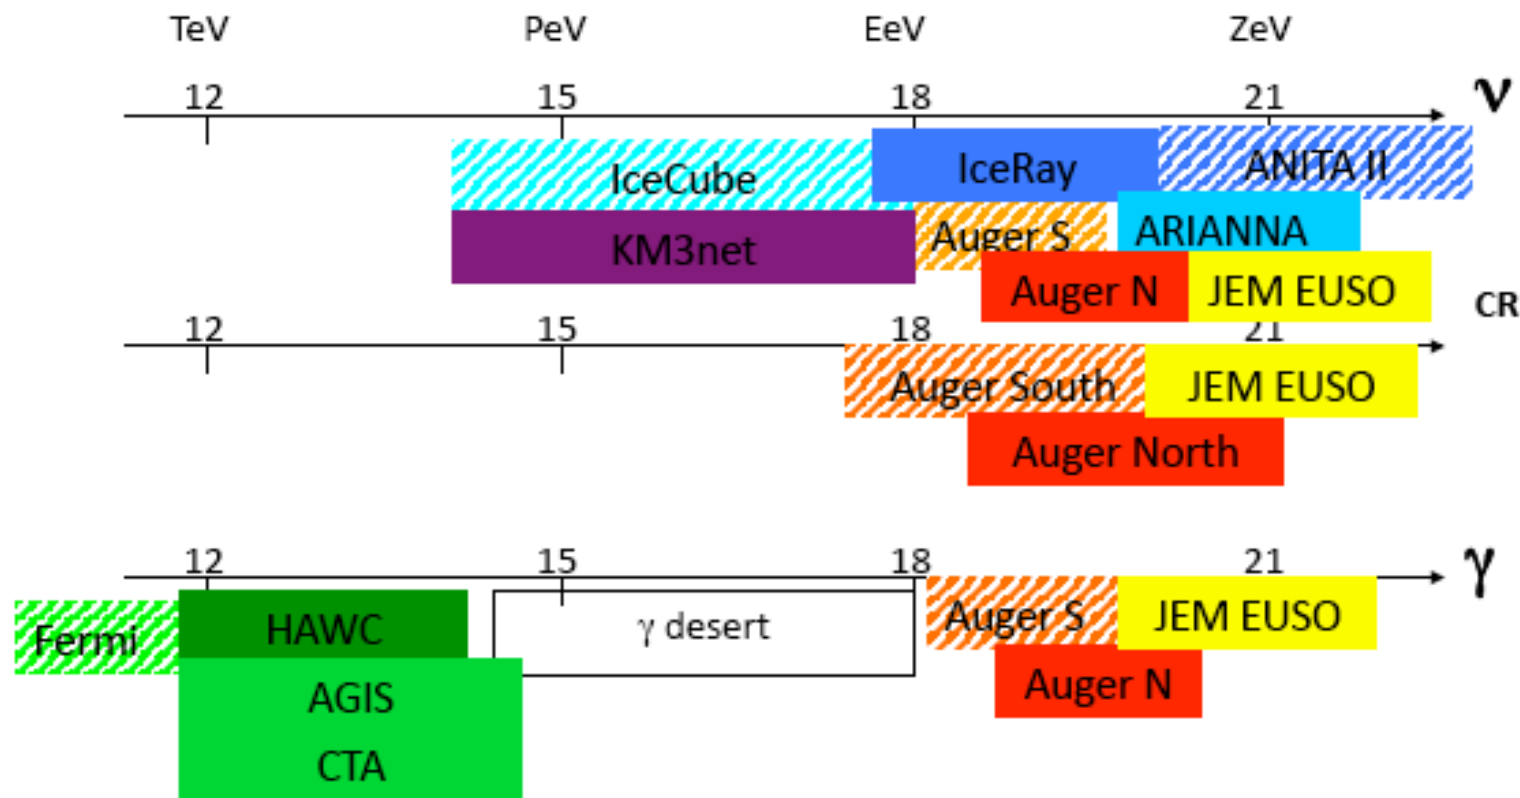 TeV PeV EeV ZeV
12 15 18 21 ν
IceCube IceRay ANITA II
KM3net Auger S ARIANNA
Auger N JEM EUSO CR
12 15 18 21
Auger South JEM EUSO
Auger North
12 15 18 21 γ
Fermi HAWC γ desert Auger S JEM EUSO
AGIS Auger N
CTA